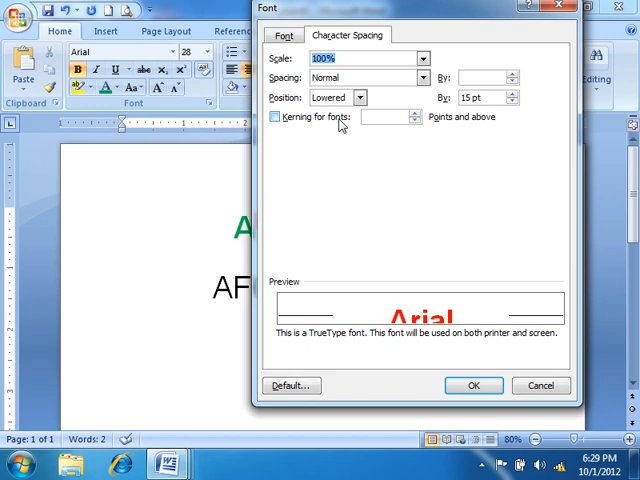 Font
Home
Insert
Page Layout
Reference
Paste
Clipboard
Arial
28
B I U
Aa
A A
Editing
Font
Character Spacing
Scale:
100%
Spacing:
Normal
By:
Position:
Lowered
By:
15 pt
Kerning for fonts:
Points and above
A
AF
Preview
Arial
This is a TrueType font. This font will be used on both printer and screen.
Default...
OK
Cancel
Page: 1 of 1
Words: 2
80%
6:29 PM
10/1/2012